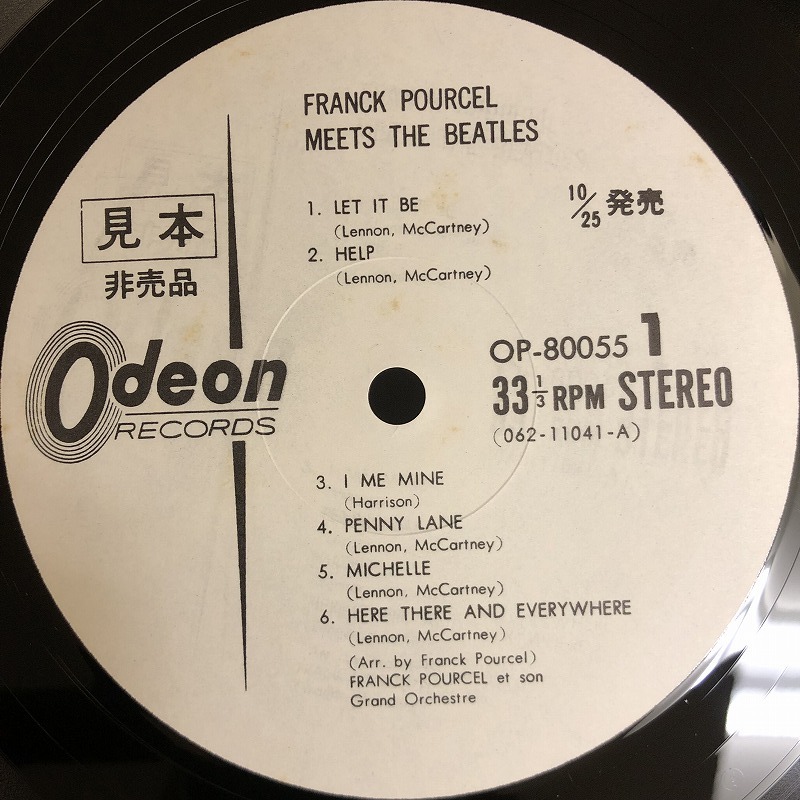 FRANCK POURCEL
MEETS THE BEATLES
1. LET IT BE
(Lennon, McCartney)
2. HELP
(Lennon, McCartney)
10/25 発売
見本
非売品
Odeon
RECORDS
OP-80055 1
33 1/3 RPM STEREO
(062-11041-A)
3. I ME MINE
(Harrison)
4. PENNY LANE
(Lennon, McCartney)
5. MICHELLE
(Lennon, McCartney)
6. HERE THERE AND EVERYWHERE
(Lennon, McCartney)
(Arr. by Franck Pourcel)
FRANCK POURCEL et son
Grand Orchestre